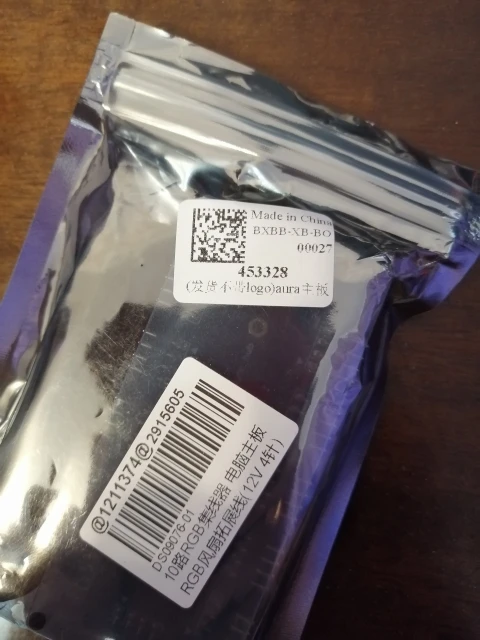 Made in China
BXBB-XB-BO
00027
453328
(发货不带logo)aura主板
@1211374@2915605
DS09076-01
10路RGB集线器 电脑主板
RGB风扇拓展线(12V 4针)